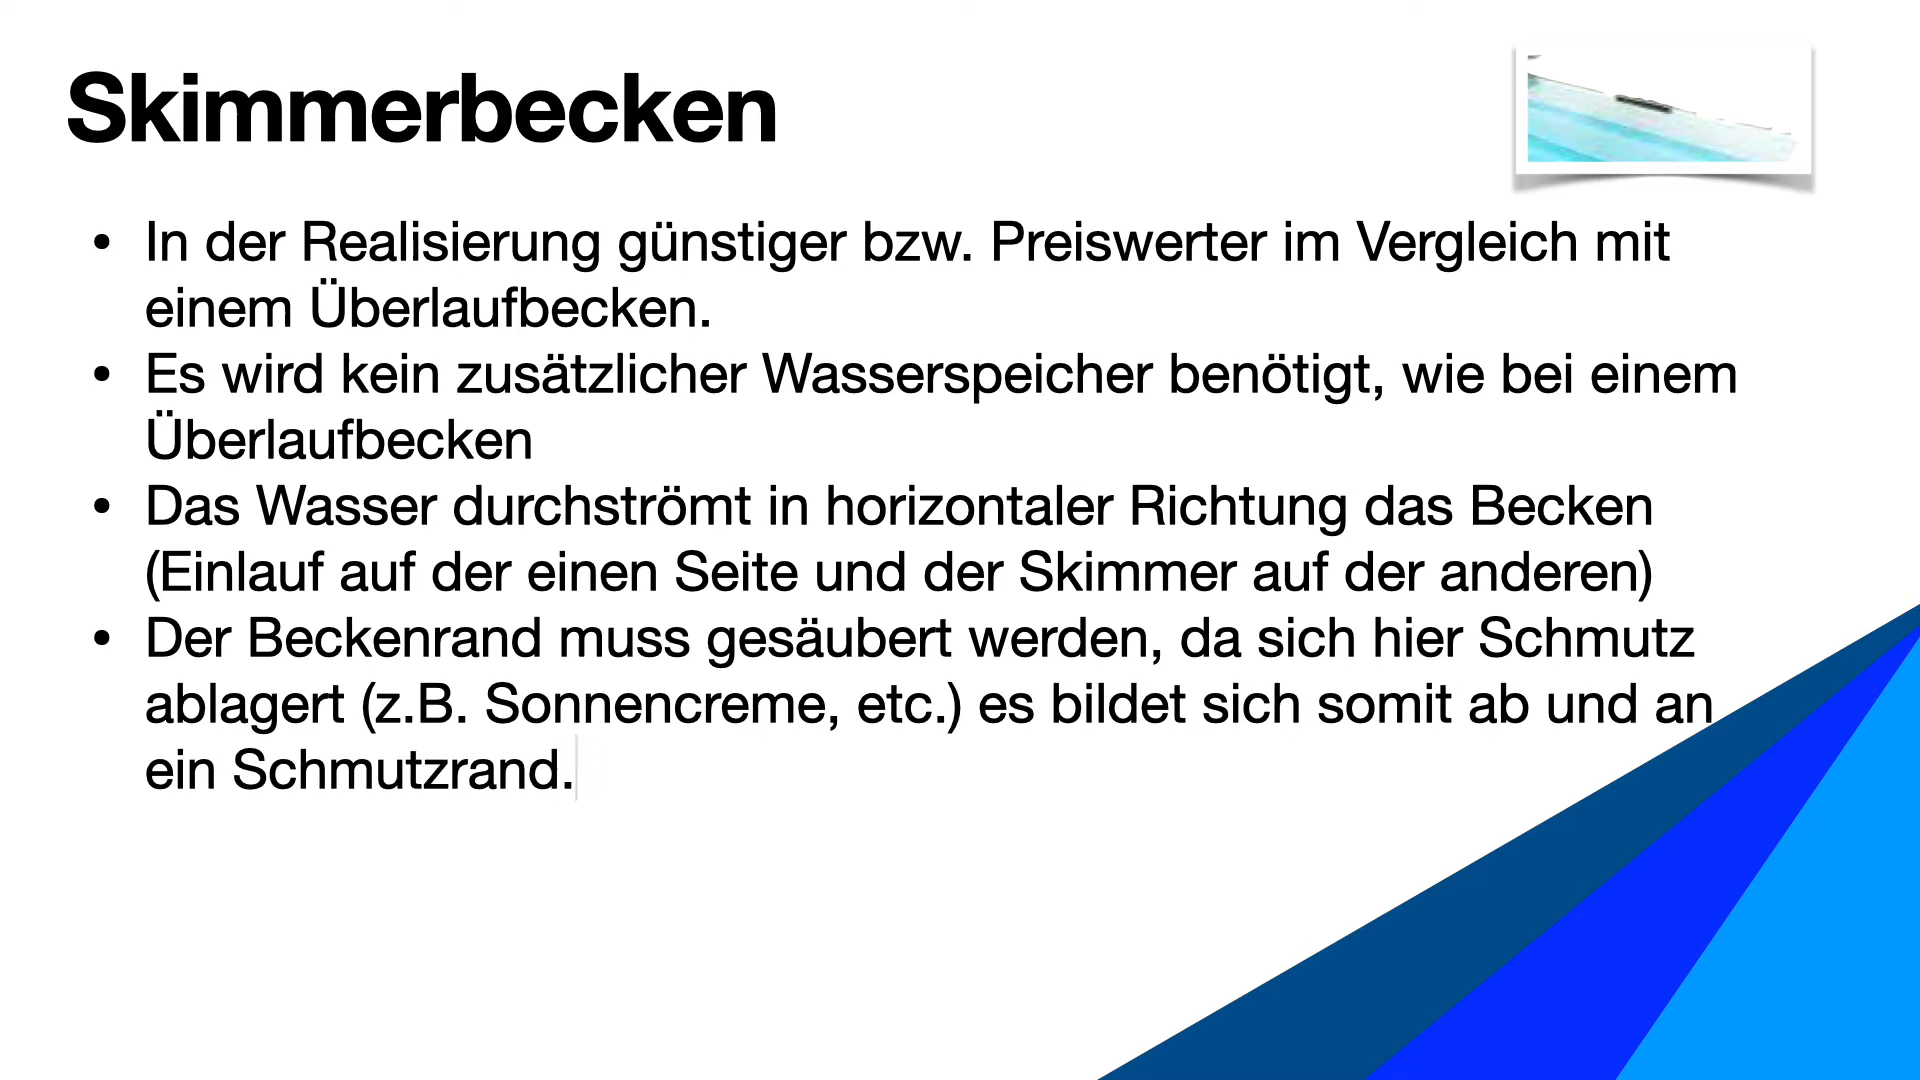 Skimmerbecken
• In der Realisierung günstiger bzw. Preiswerter im Vergleich mit
einem Überlaufbecken.
• Es wird kein zusätzlicher Wasserspeicher benötigt, wie bei einem
Überlaufbecken
• Das Wasser durchströmt in horizontaler Richtung das Becken
(Einlauf auf der einen Seite und der Skimmer auf der anderen)
• Der Beckenrand muss gesäubert werden, da sich hier Schmutz
ablagert (z.B. Sonnencreme, etc.) es bildet sich somit ab und an
ein Schmutzrand.